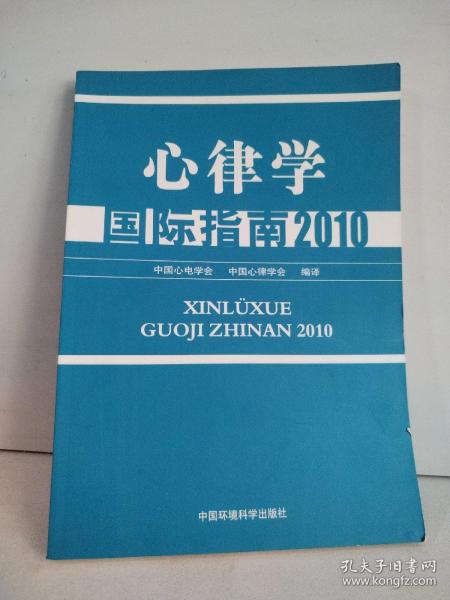 心律学
国际指南2010
中国心电学会 中国心律学会 编译
XINLÜXUE
GUOJI ZHINAN 2010
中国环境科学出版社
孔夫子旧书网
www.kongfz.com